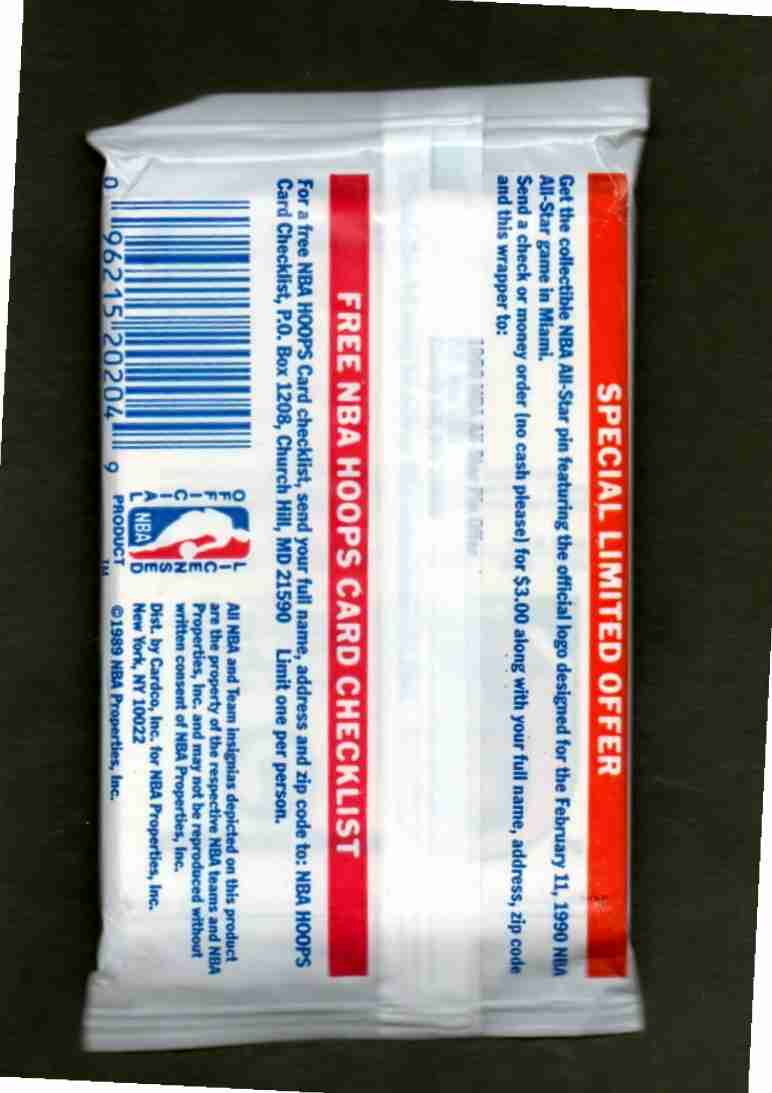 SPECIAL LIMITED OFFER
Get the collectible NBA All-Star pin featuring the official logo designed for the February 11, 1990 NBA
All-Star game in Miami.
Send a check or money order (no cash please) for $3.00 along with your full name, address, zip code
and this wrapper to:
FREE NBA HOOPS CARD CHECKLIST
For a free NBA HOOPS Card checklist, send your full name, address and zip code to: NBA HOOPS
Card Checklist, P.O. Box 1208, Church Hill, MD 21590 Limit one per person.
0 96215 20204 9
OFFICIAL
NBA
LICENSED
PRODUCT
TM
All NBA and Team insignias depicted on this product
are the property of the respective NBA teams and NBA
Properties, Inc. and may not be reproduced without
written consent of NBA Properties, Inc.
Dist. by Cardco, Inc. for NBA Properties, Inc.
New York, NY 10022
©1989 NBA Properties, Inc.